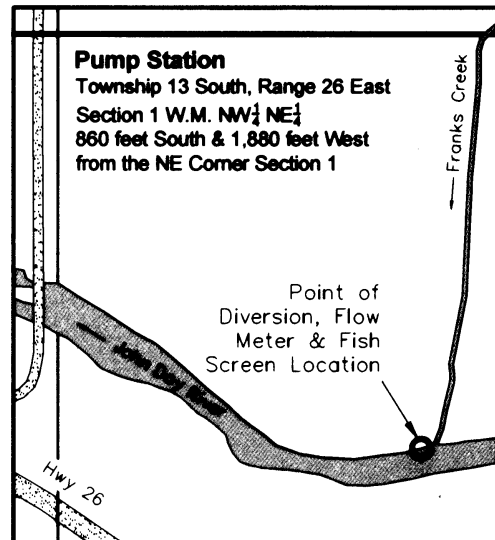 Pump Station
Township 13 South, Range 26 East
Section 1 W.M. NW¼ NE¼
860 feet South & 1,880 feet West
from the NE Corner Section 1
Franks Creek
Point of
Diversion, Flow
Meter & Fish
Screen Location
John Day River
Hwy 26